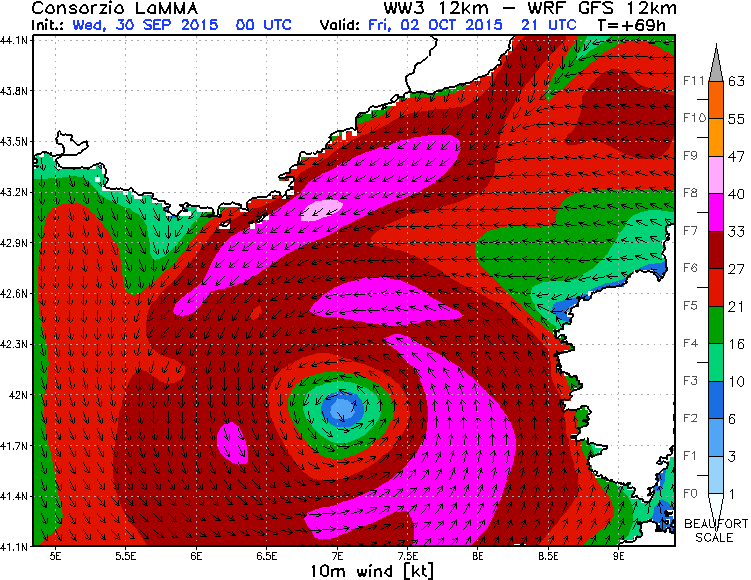 Consorzio LaMMA WW3 12km – WRF GFS 12km
Init.: Wed, 30 SEP 2015 00 UTC Valid: Fri, 02 OCT 2015 21 UTC T=+69h
44.1N
43.8N
43.5N
43.2N
42.9N
42.6N
42.3N
42N
41.7N
41.4N
41.1N
5E 5.5E 6E 6.5E 7E 7.5E 8E 8.5E 9E
10m wind [kt]
F11 63
F10 55
F9 47
F8 40
F7 33
F6 27
F5 21
F4 16
F3 10
F2 6
F1 3
F0 1
BEAUFORT
SCALE